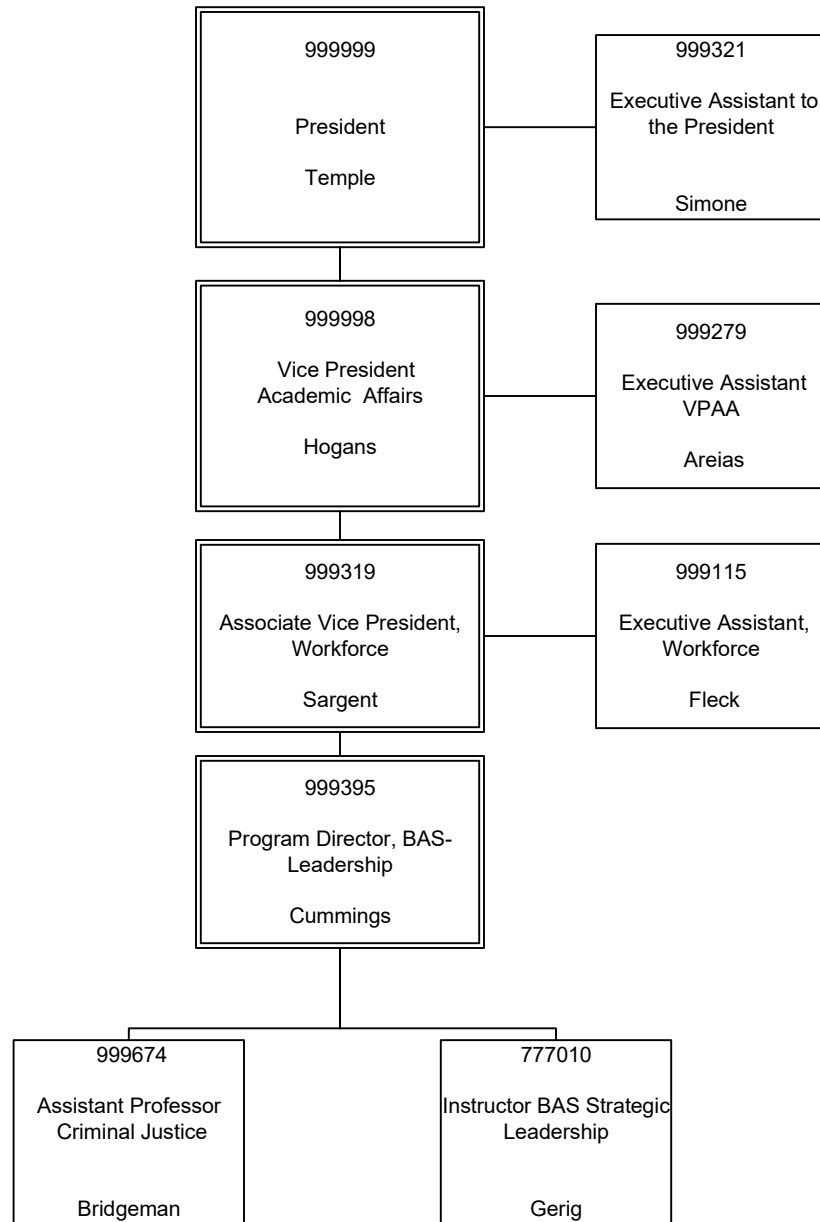 999999
President
Temple
999321
Executive Assistant to
the President
Simone
999998
Vice President
Academic  Affairs
Hogans
999279
Executive Assistant
VPAA
Areias
999319
Associate Vice President,
Workforce
Sargent
999115
Executive Assistant,
Workforce
Fleck
999395
Program Director, BAS-
Leadership
Cummings
999674
Assistant Professor
Criminal Justice
Bridgeman
777010
Instructor BAS Strategic
Leadership
Gerig